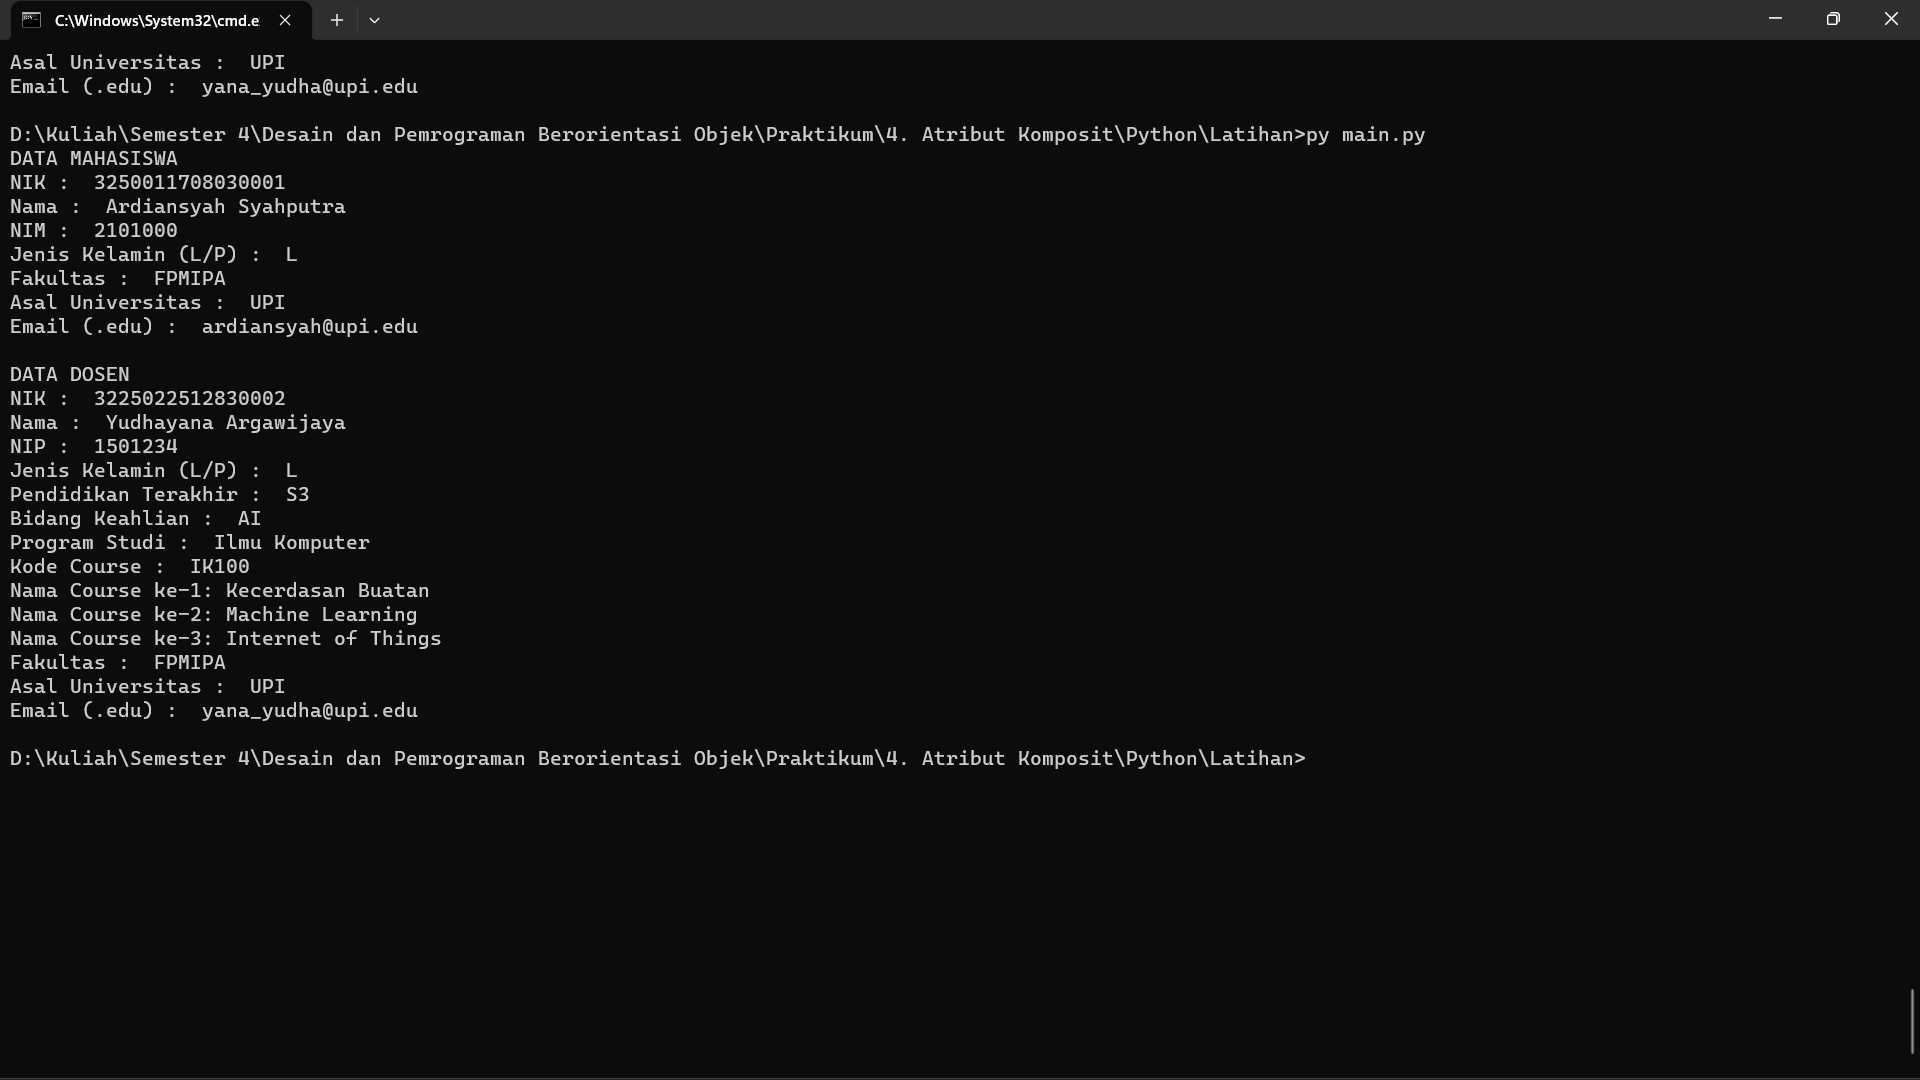 C:\Windows\System32\cmd.e
Asal Universitas :  UPI
Email (.edu) :  yana_yudha@upi.edu
D:\Kuliah\Semester 4\Desain dan Pemrograman Berorientasi Objek\Praktikum\4. Atribut Komposit\Python\Latihan>py main.py
DATA MAHASISWA
NIK :  3250011708030001
Nama :  Ardiansyah Syahputra
NIM :  2101000
Jenis Kelamin (L/P) :  L
Fakultas :  FPMIPA
Asal Universitas :  UPI
Email (.edu) :  ardiansyah@upi.edu
DATA DOSEN
NIK :  3225022512830002
Nama :  Yudhayana Argawijaya
NIP :  1501234
Jenis Kelamin (L/P) :  L
Pendidikan Terakhir :  S3
Bidang Keahlian :  AI
Program Studi :  Ilmu Komputer
Kode Course :  IK100
Nama Course ke-1: Kecerdasan Buatan
Nama Course ke-2: Machine Learning
Nama Course ke-3: Internet of Things
Fakultas :  FPMIPA
Asal Universitas :  UPI
Email (.edu) :  yana_yudha@upi.edu
D:\Kuliah\Semester 4\Desain dan Pemrograman Berorientasi Objek\Praktikum\4. Atribut Komposit\Python\Latihan>